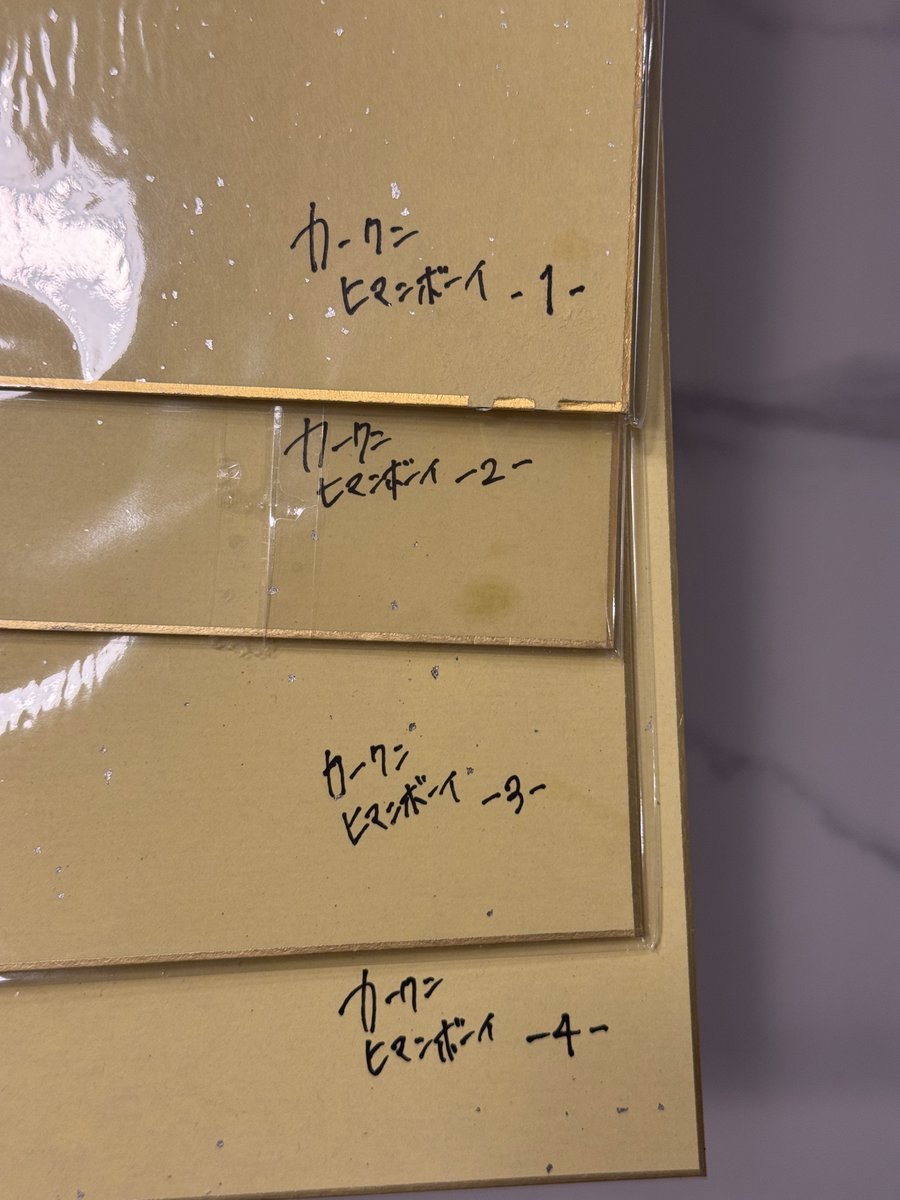 カークン
ヒマンボーイ -1-
カークン
ヒマンボーイ -2-
カークン
ヒマンボーイ -3-
カークン
ヒマンボーイ -4-